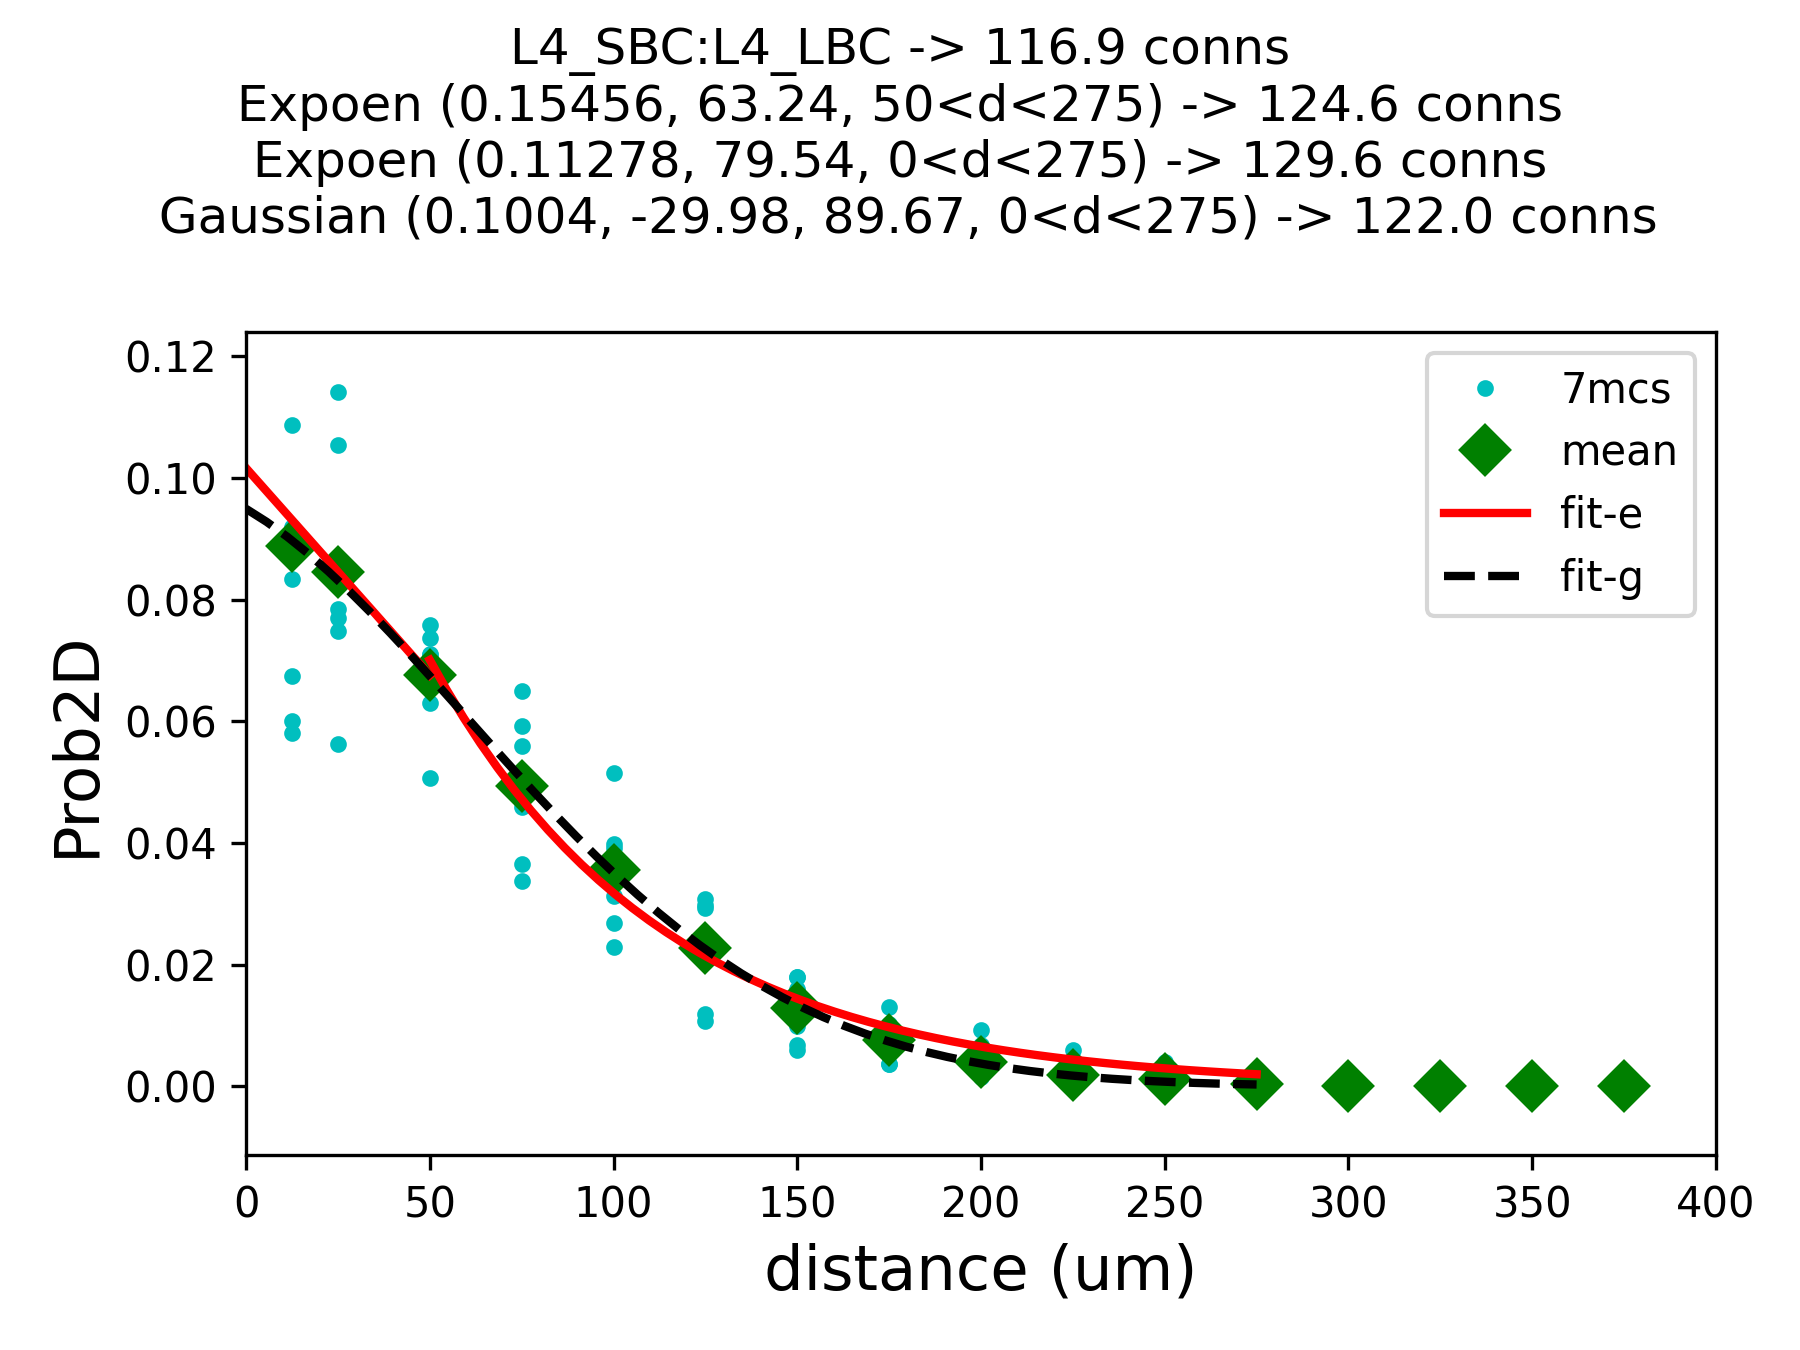 L4_SBC:L4_LBC -> 116.9 conns
Expoen (0.15456, 63.24, 50<d<275) -> 124.6 conns
Expoen (0.11278, 79.54, 0<d<275) -> 129.6 conns
Gaussian (0.1004, -29.98, 89.67, 0<d<275) -> 122.0 conns
7mcs
mean
fit-e
fit-g
Prob2D
0.12
0.10
0.08
0.06
0.04
0.02
0.00
0 50 100 150 200 250 300 350 400
distance (um)